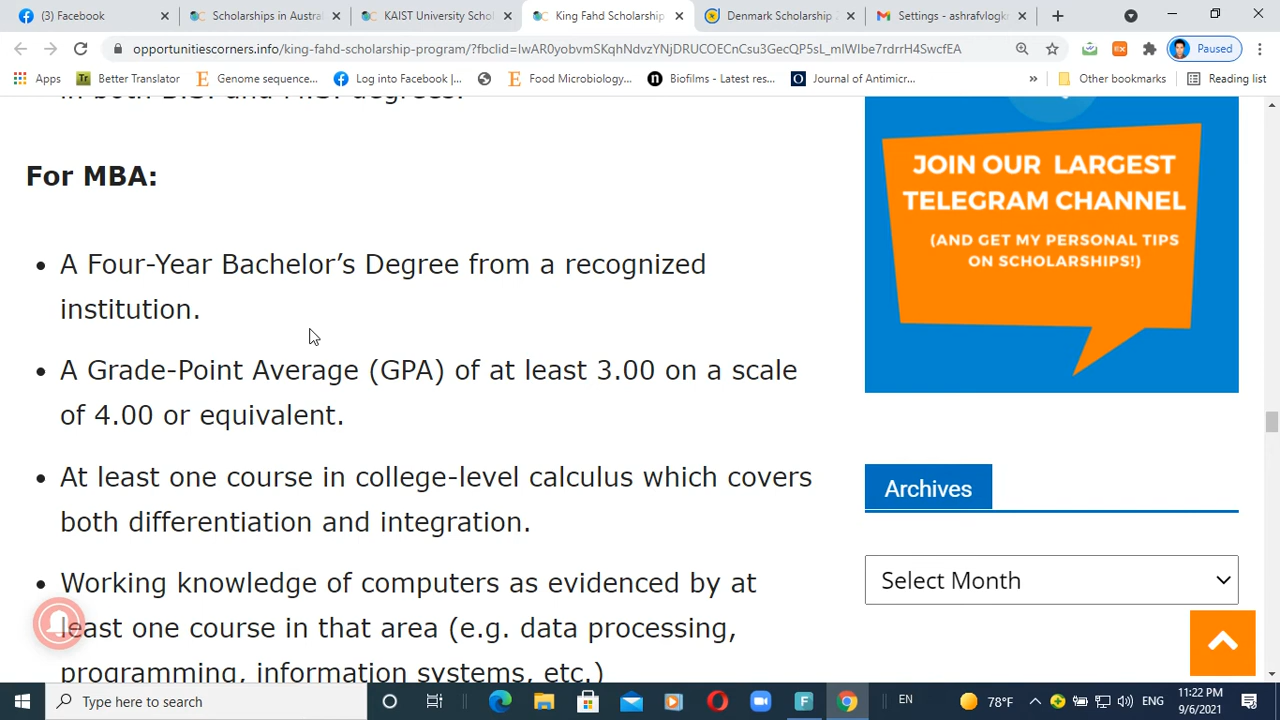 (3) Facebook
Scholarships in Austra
KAIST University Scho
King Fahd Scholarship
Denmark Scholarship
Settings - ashrafvlogk
opportunitiescorners.info/king-fahd-scholarship-program/?fbclid=IwAR0yobvmSKqhNdvzYNjDRUCOECnCsu3GecQP5sL_mIWIbe7rdrrH4SwcfEA
Paused
Apps
Better Translator
Genome sequence...
Log into Facebook |...
Food Microbiology,...
Biofilms - Latest res...
Journal of Antimicr...
»
Other bookmarks
Reading list
in both B.S. and M.S. degrees.
For MBA:
• A Four-Year Bachelor’s Degree from a recognized
institution.
• A Grade-Point Average (GPA) of at least 3.00 on a scale
of 4.00 or equivalent.
• At least one course in college-level calculus which covers
both differentiation and integration.
• Working knowledge of computers as evidenced by at
least one course in that area (e.g. data processing,
programming, information systems, etc.)
JOIN OUR LARGEST
TELEGRAM CHANNEL
(AND GET MY PERSONAL TIPS
ON SCHOLARSHIPS!)
Archives
Select Month
Type here to search
EN
78°F
ENG
11:22 PM
9/6/2021